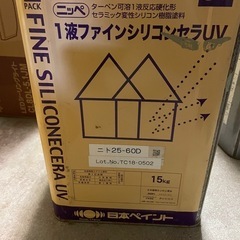 PACK
ニッペ
ターペン可溶1液反応硬化形
セラミック変性シリコン樹脂塗料
1液ファインシリコンセラUV
FINE SILICONECERA UV
ニト25-60D
Lot.No.TC18-0502
15kg
日本ペイント